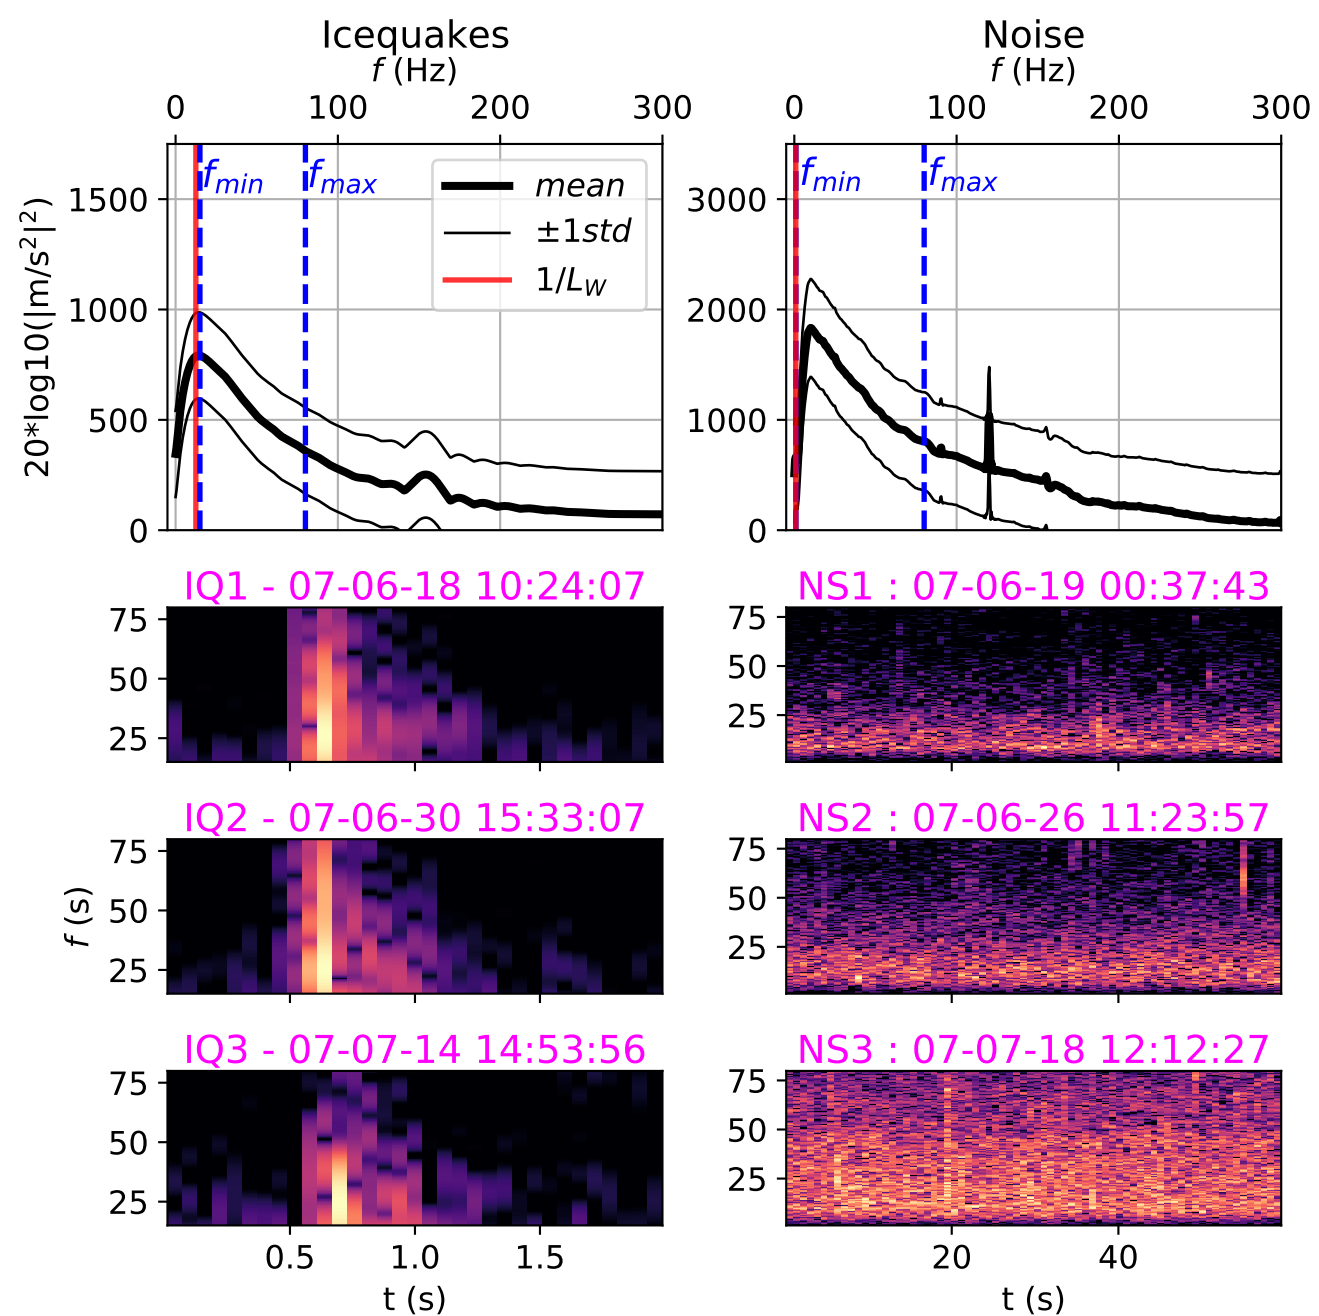 Icequakes
f (Hz)
0 100 200 300
20*log10(|m/s²|²)
1500
1000
500
0
f_min
f_max
mean
±1std
1/L_W
Noise
f (Hz)
0 100 200 300
3000
2000
1000
0
f_min
f_max
IQ1 - 07-06-18 10:24:07
75
50
25
NS1 : 07-06-19 00:37:43
75
50
25
IQ2 - 07-06-30 15:33:07
f (s)
75
50
25
NS2 : 07-06-26 11:23:57
75
50
25
IQ3 - 07-07-14 14:53:56
75
50
25
0.5 1.0 1.5
t (s)
NS3 : 07-07-18 12:12:27
75
50
25
20 40
t (s)